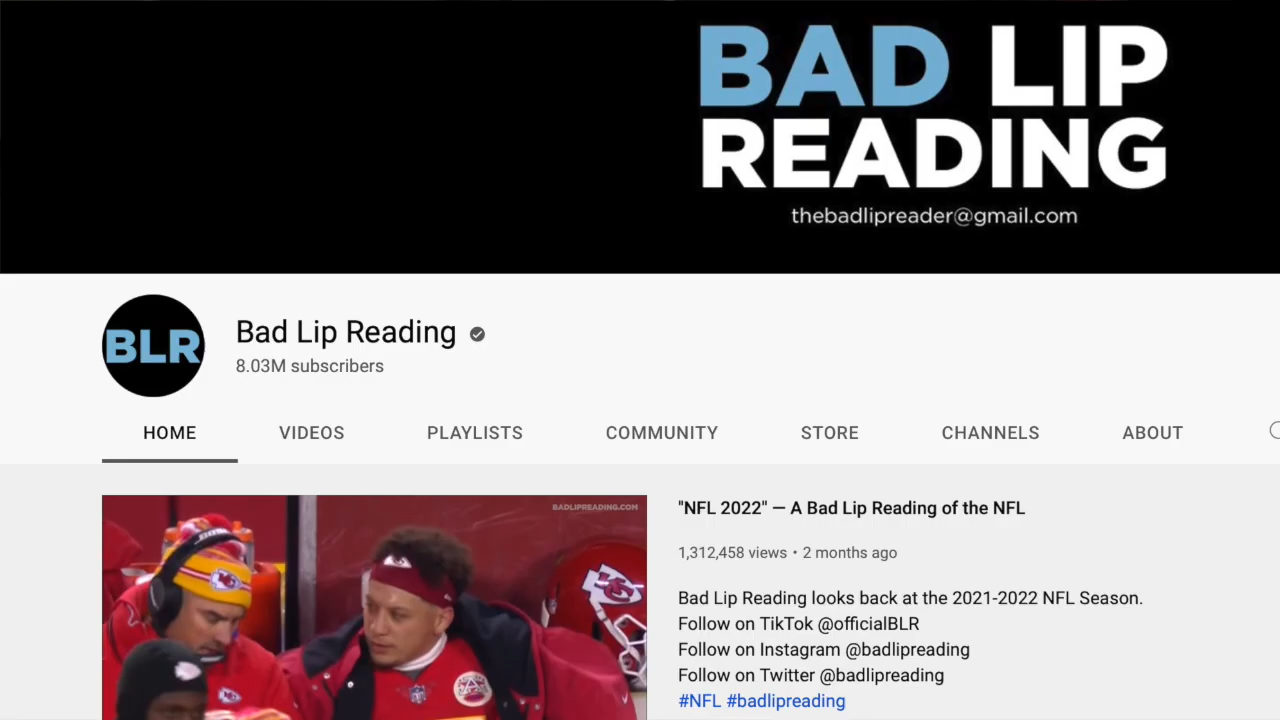 BAD LIP
READING
thebadlipreader@gmail.com
BLR
Bad Lip Reading
8.03M subscribers
HOME VIDEOS PLAYLISTS COMMUNITY STORE CHANNELS ABOUT
BADLIPREADING.COM
"NFL 2022" — A Bad Lip Reading of the NFL
1,312,458 views • 2 months ago
Bad Lip Reading looks back at the 2021-2022 NFL Season.
Follow on TikTok @officialBLR
Follow on Instagram @badlipreading
Follow on Twitter @badlipreading
#NFL #badlipreading